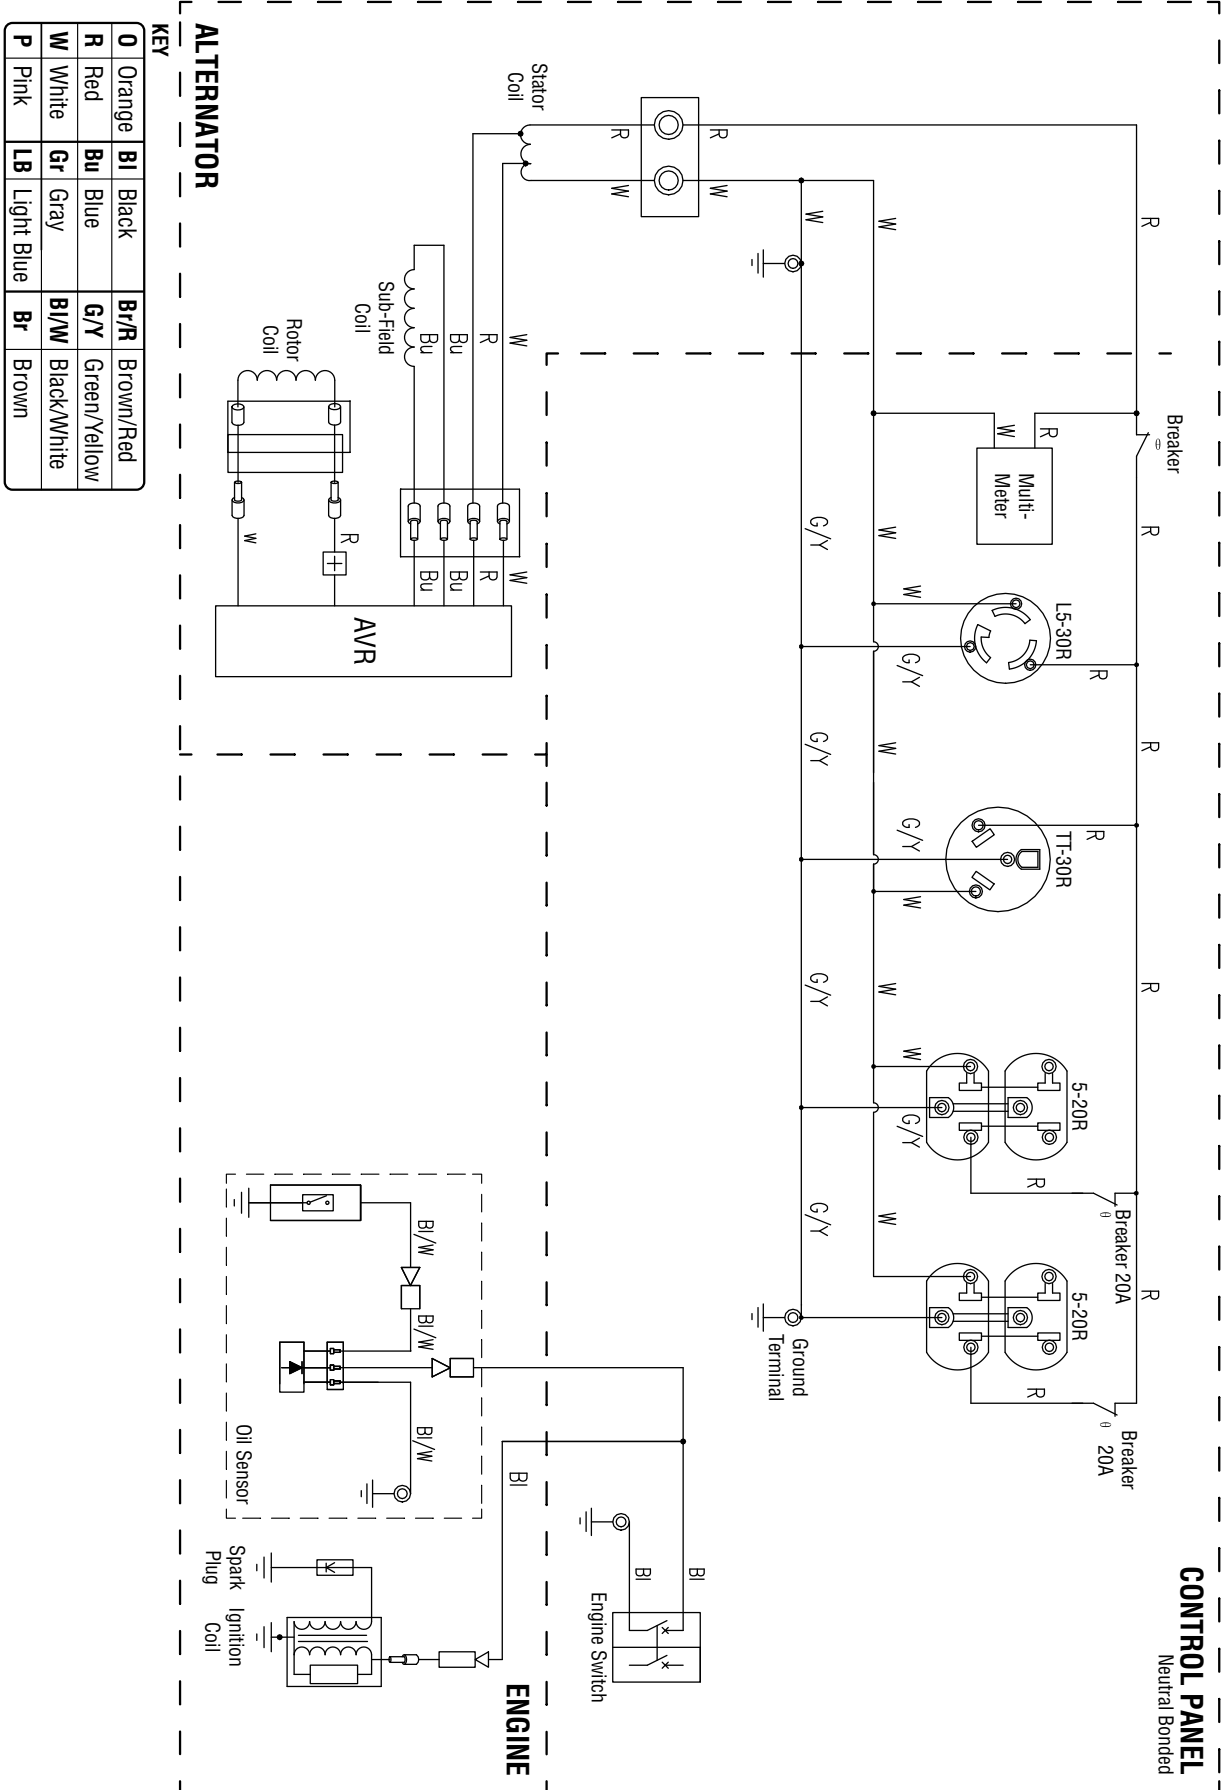 CONTROL PANEL
Neutral Bonded
Breaker
θ
R
R
R
R
R
Multi-
Meter
R
W
L5-30R
R
W
G/Y
TT-30R
R
G/Y
W
5-20R
W
G/Y
R
Breaker 20A
θ
5-20R
R
Breaker
20A
θ
W
W
W
W
W
W
G/Y
G/Y
G/Y
G/Y
Ground
Terminal
R
W
R
W
Stator
Coil
ALTERNATOR
W
R
Bu
Bu
Sub-Field
Coil
Rotor
Coil
W
R
Bu
Bu
R
W
AVR
ENGINE
Engine Switch
Bl
Bl
Bl
Bl/W
Bl/W
Bl/W
Oil Sensor
Spark
Plug
Ignition
Coil
KEY
O Orange Bl Black Br/R Brown/Red
R Red Bu Blue G/Y Green/Yellow
W White Gr Gray Bl/W Black/White
P Pink LB Light Blue Br Brown